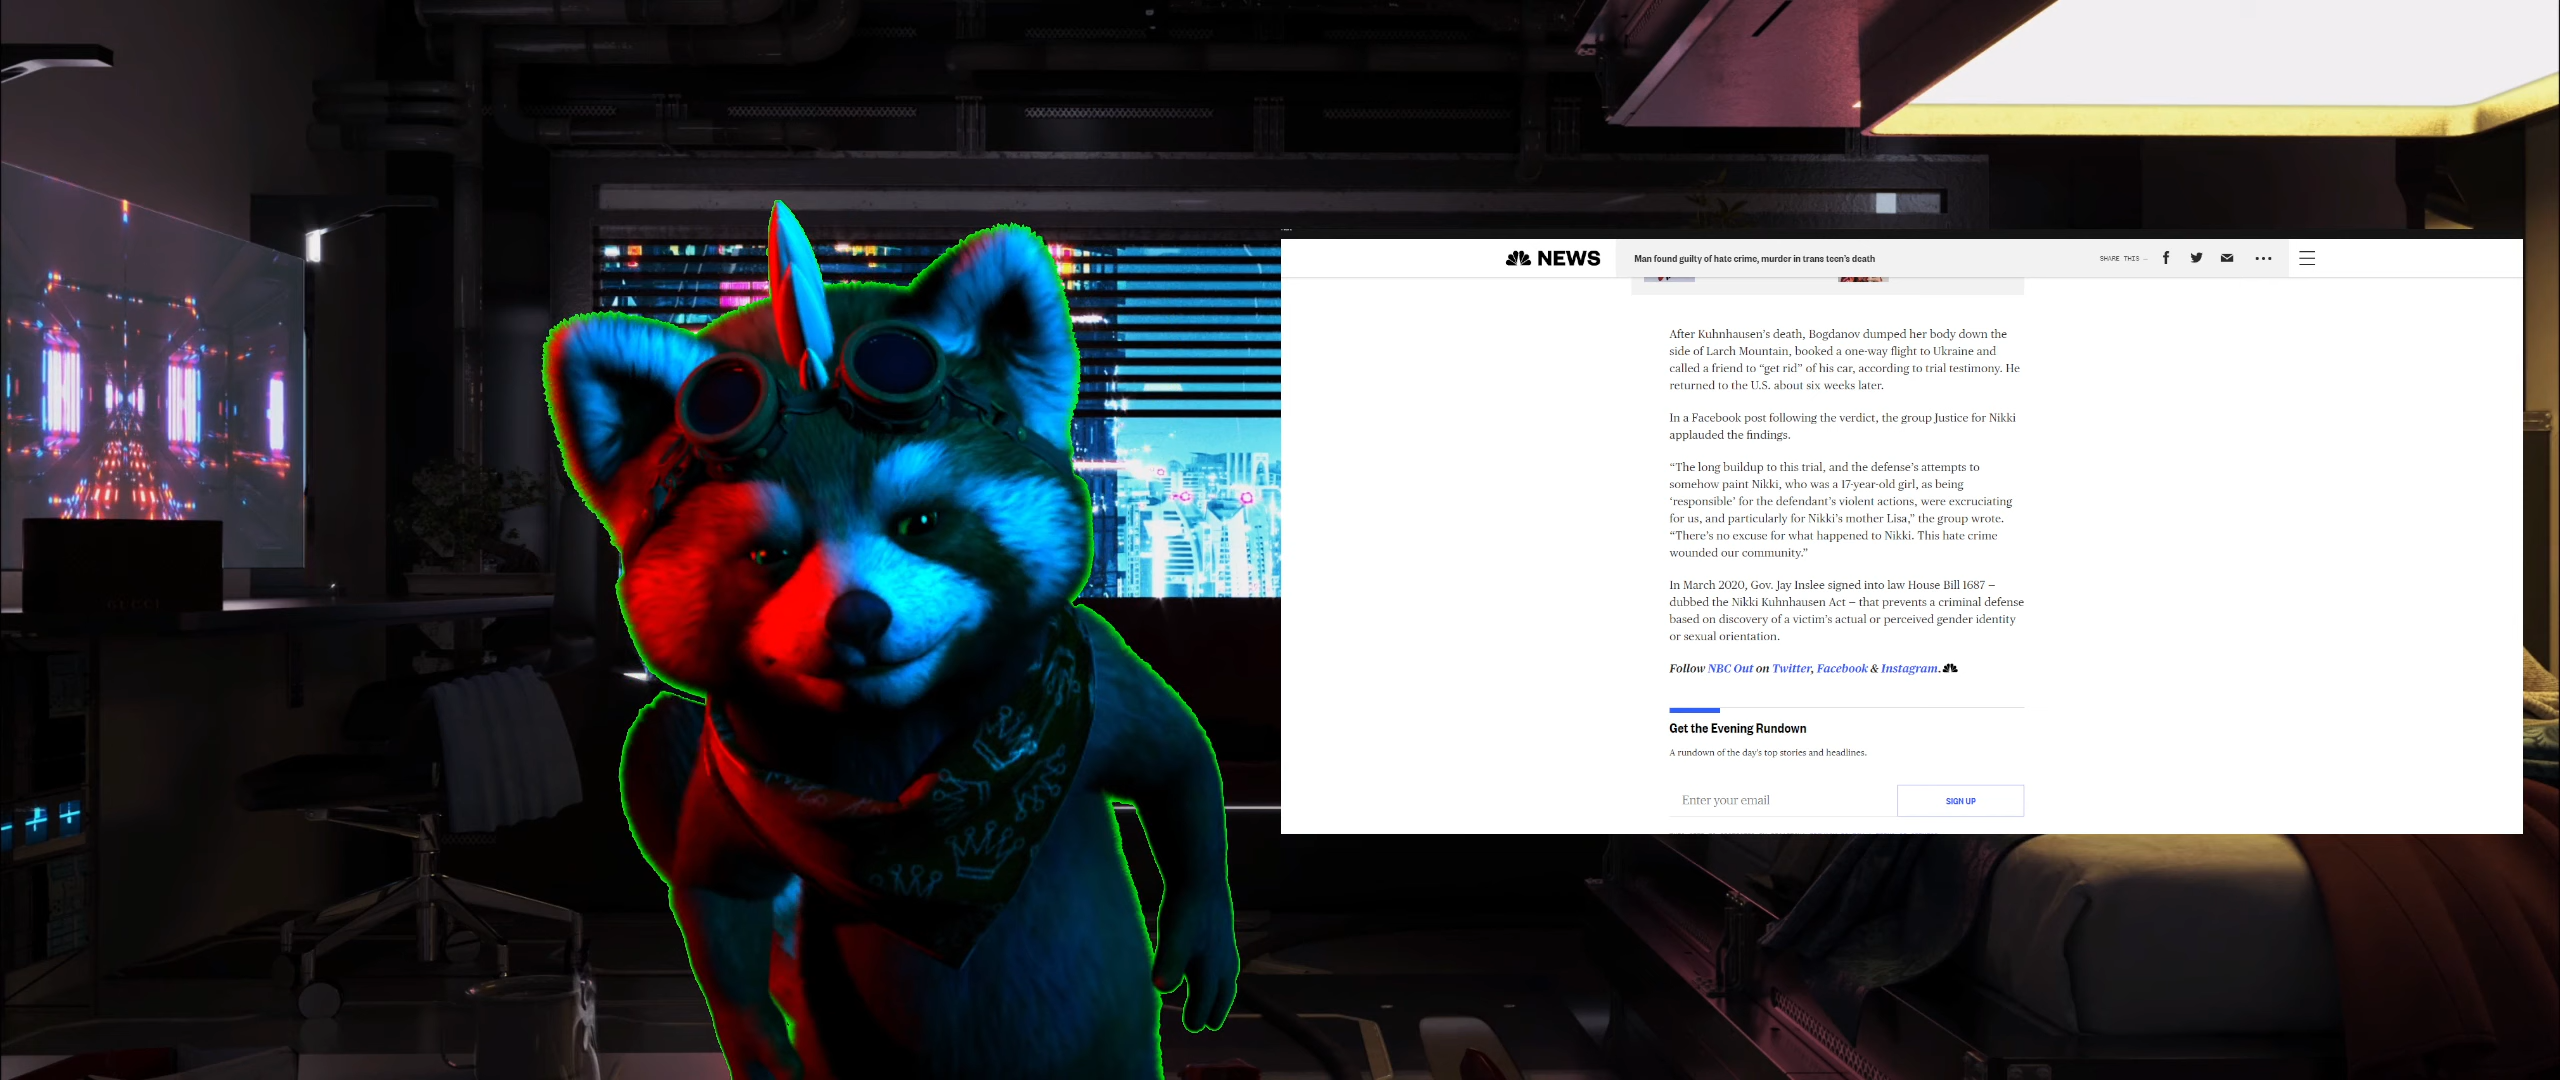 NEWS
Man found guilty of hate crime, murder in trans teen's death
SHARE THIS —
After Kuhnhausen's death, Bogdanov dumped her body down the
side of Larch Mountain, booked a one-way flight to Ukraine and
called a friend to “get rid” of his car, according to trial testimony. He
returned to the U.S. about six weeks later.
In a Facebook post following the verdict, the group Justice for Nikki
applauded the findings.
“The long buildup to this trial, and the defense's attempts to
somehow paint Nikki, who was a 17-year-old girl, as being
‘responsible’ for the defendant's violent actions, were excruciating
for us, and particularly for Nikki's mother Lisa,” the group wrote.
“There's no excuse for what happened to Nikki. This hate crime
wounded our community.”
In March 2020, Gov. Jay Inslee signed into law House Bill 1687 —
dubbed the Nikki Kuhnhausen Act — that prevents a criminal defense
based on discovery of a victim's actual or perceived gender identity
or sexual orientation.
Follow NBC Out on Twitter, Facebook & Instagram.
Get the Evening Rundown
A rundown of the day's top stories and headlines.
Enter your email
SIGN UP
GUCCI